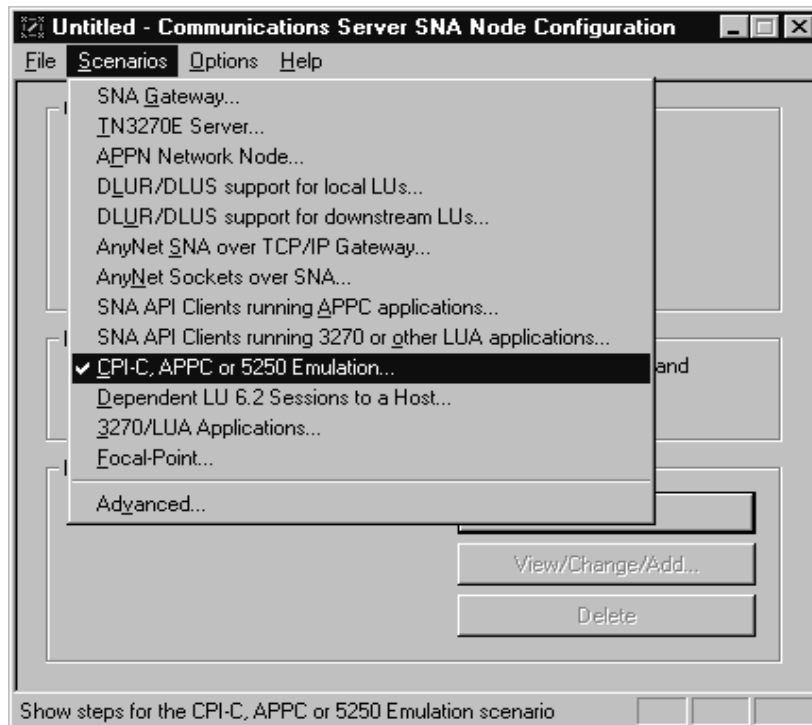 Untitled - Communications Server SNA Node Configuration
File Scenarios Options Help
SNA Gateway...
TN3270E Server...
APPN Network Node...
DLUR/DLUS support for local LUs...
DLUR/DLUS support for downstream LUs...
AnyNet SNA over TCP/IP Gateway...
AnyNet Sockets over SNA...
SNA API Clients running APPC applications...
SNA API Clients running 3270 or other LUA applications...
CPI-C, APPC or 5250 Emulation...
and
Dependent LU 6.2 Sessions to a Host...
3270/LUA Applications...
Focal-Point...
Advanced...
View/Change/Add...
Delete
Show steps for the CPI-C, APPC or 5250 Emulation scenario